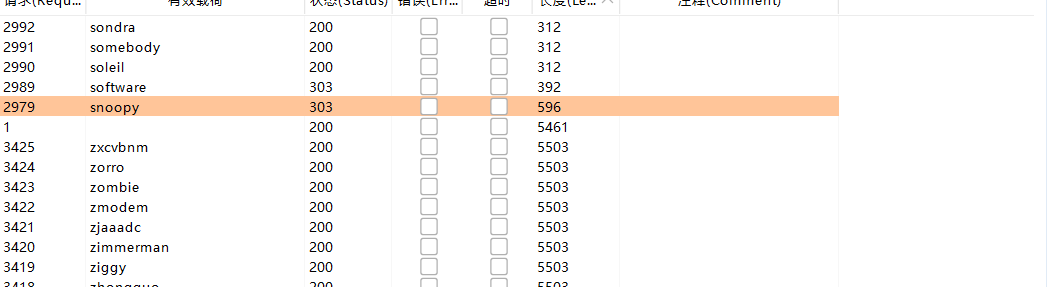 请求(Requ... 有效载荷 状态(Status) 错误(Err... 超时 长度(Le... 注释(Comment)
2992 sondra 200 312
2991 somebody 200 312
2990 soleil 200 312
2989 software 303 392
2979 snoopy 303 596
1 200 5461
3425 zxcvbnm 200 5503
3424 zorro 200 5503
3423 zombie 200 5503
3422 zmodem 200 5503
3421 zjaaadc 200 5503
3420 zimmerman 200 5503
3419 ziggy 200 5503
3418 zhongguo 200 5503